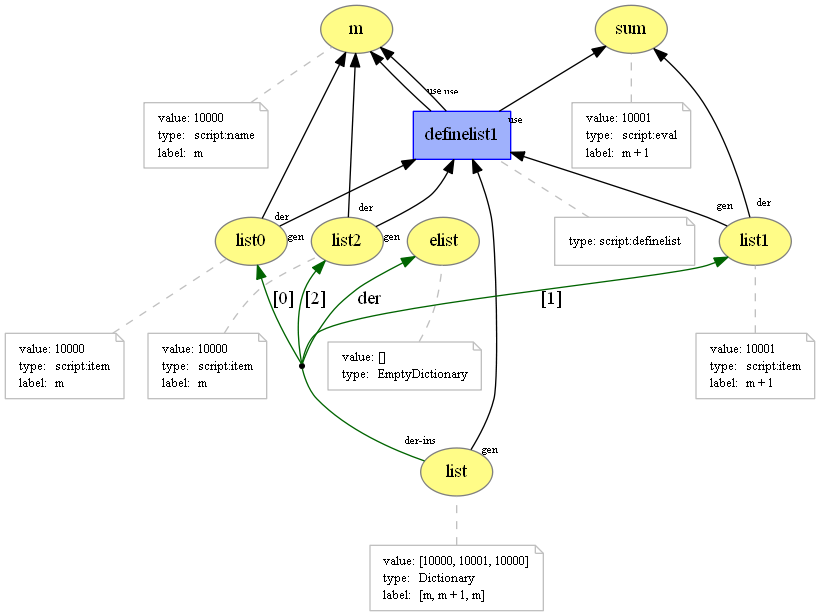 m
sum
value: 10000
type: script:name
label: m
use
use
use
definelist1
value: 10001
type: script:eval
label: m + 1
list0
der
gen
list2
der
gen
elist
type: script:definelist
gen
der
list1
[0]
[2]
der
[1]
value: 10000
type: script:item
label: m
value: 10000
type: script:item
label: m
value: []
type: EmptyDictionary
value: 10001
type: script:item
label: m + 1
der-ins
gen
list
value: [10000, 10001, 10000]
type: Dictionary
label: [m, m + 1, m]